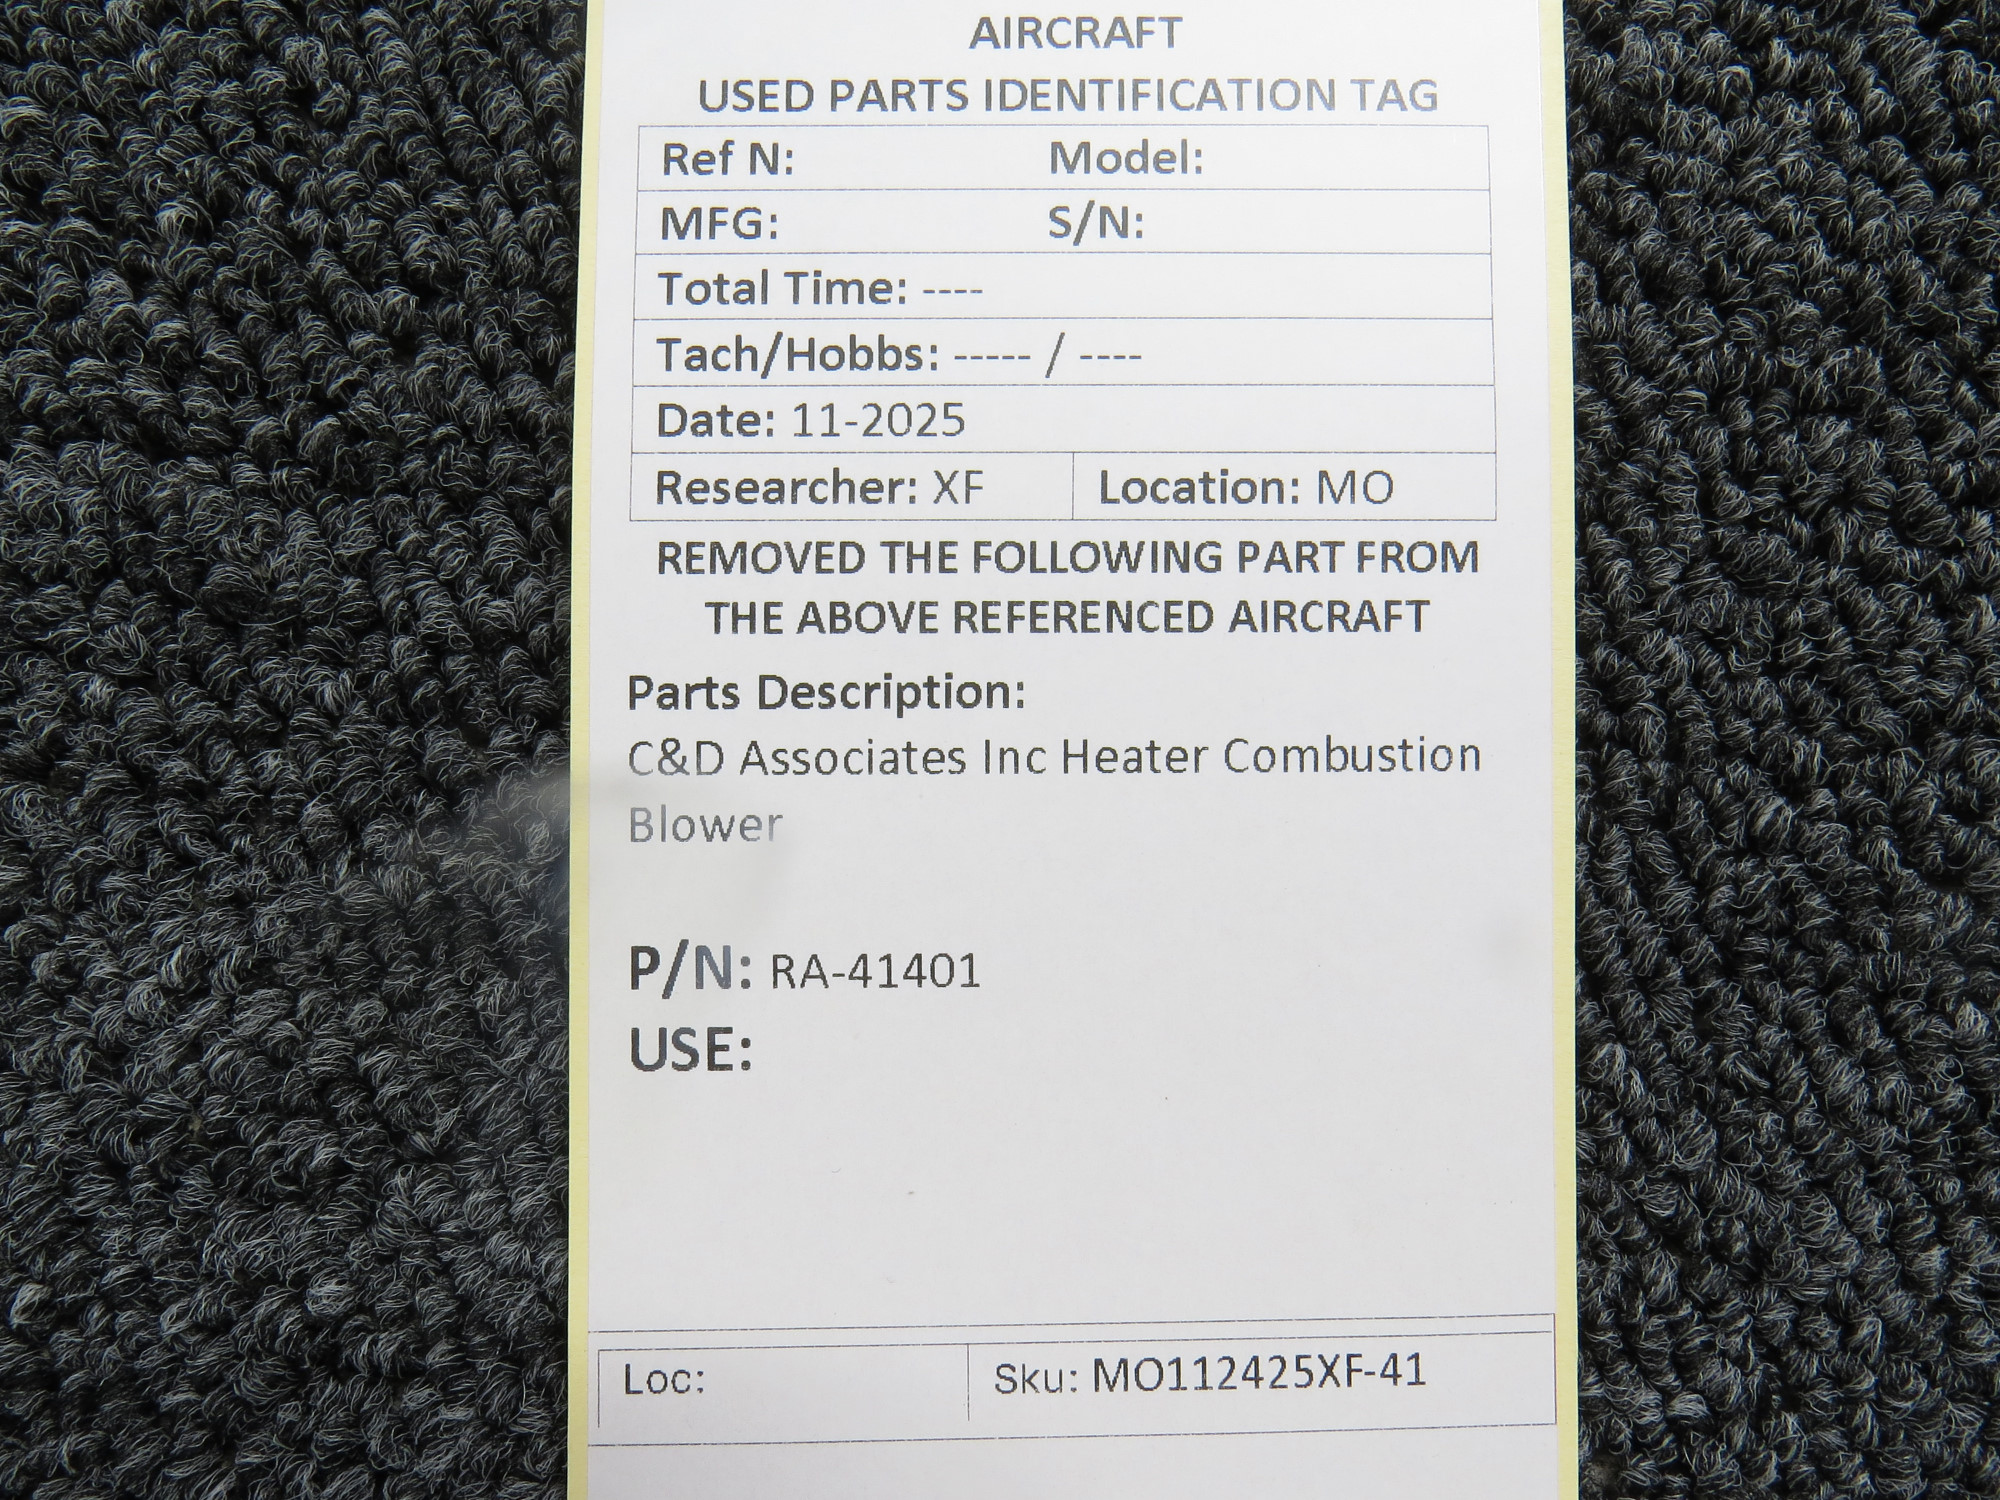 AIRCRAFT
USED PARTS IDENTIFICATION TAG
Ref N: Model:
MFG: S/N:
Total Time: ----
Tach/Hobbs: ----- / ----
Date: 11-2025
Researcher: XF Location: MO
REMOVED THE FOLLOWING PART FROM
THE ABOVE REFERENCED AIRCRAFT
Parts Description:
C&D Associates Inc Heater Combustion
Blower
P/N: RA-41401
USE:
Loc: Sku: MO112425XF-41